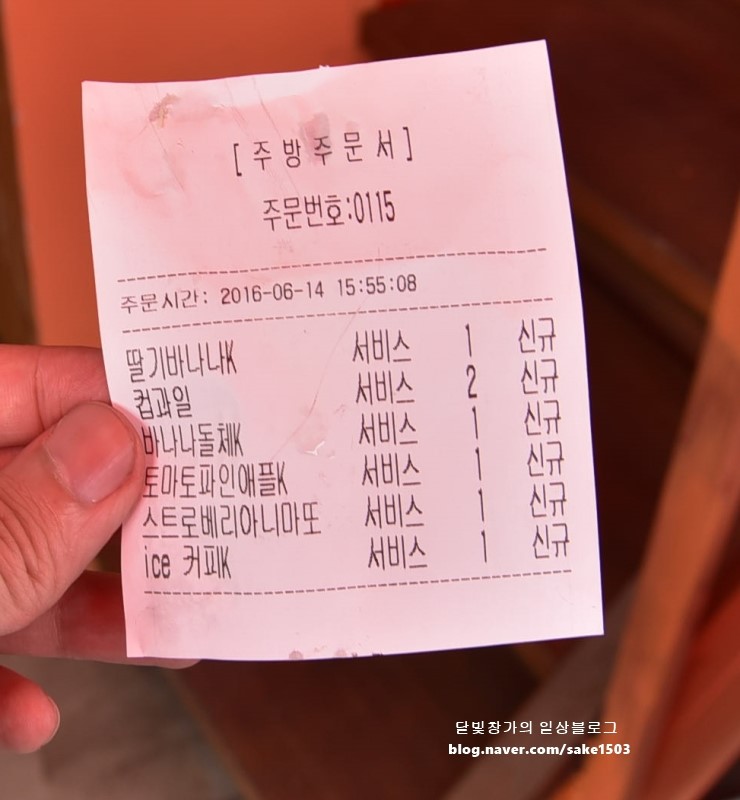 [주방주문서]
주문번호:0115
주문시간: 2016-06-14 15:55:08
딸기바나나K 서비스 1 신규
컵과일 서비스 2 신규
바나나돌체K 서비스 1 신규
토마토파인애플K 서비스 1 신규
스트로베리아니마또 서비스 1 신규
ice 커피K 서비스 1 신규
달빛창가의 일상블로그
blog.naver.com/sake1503